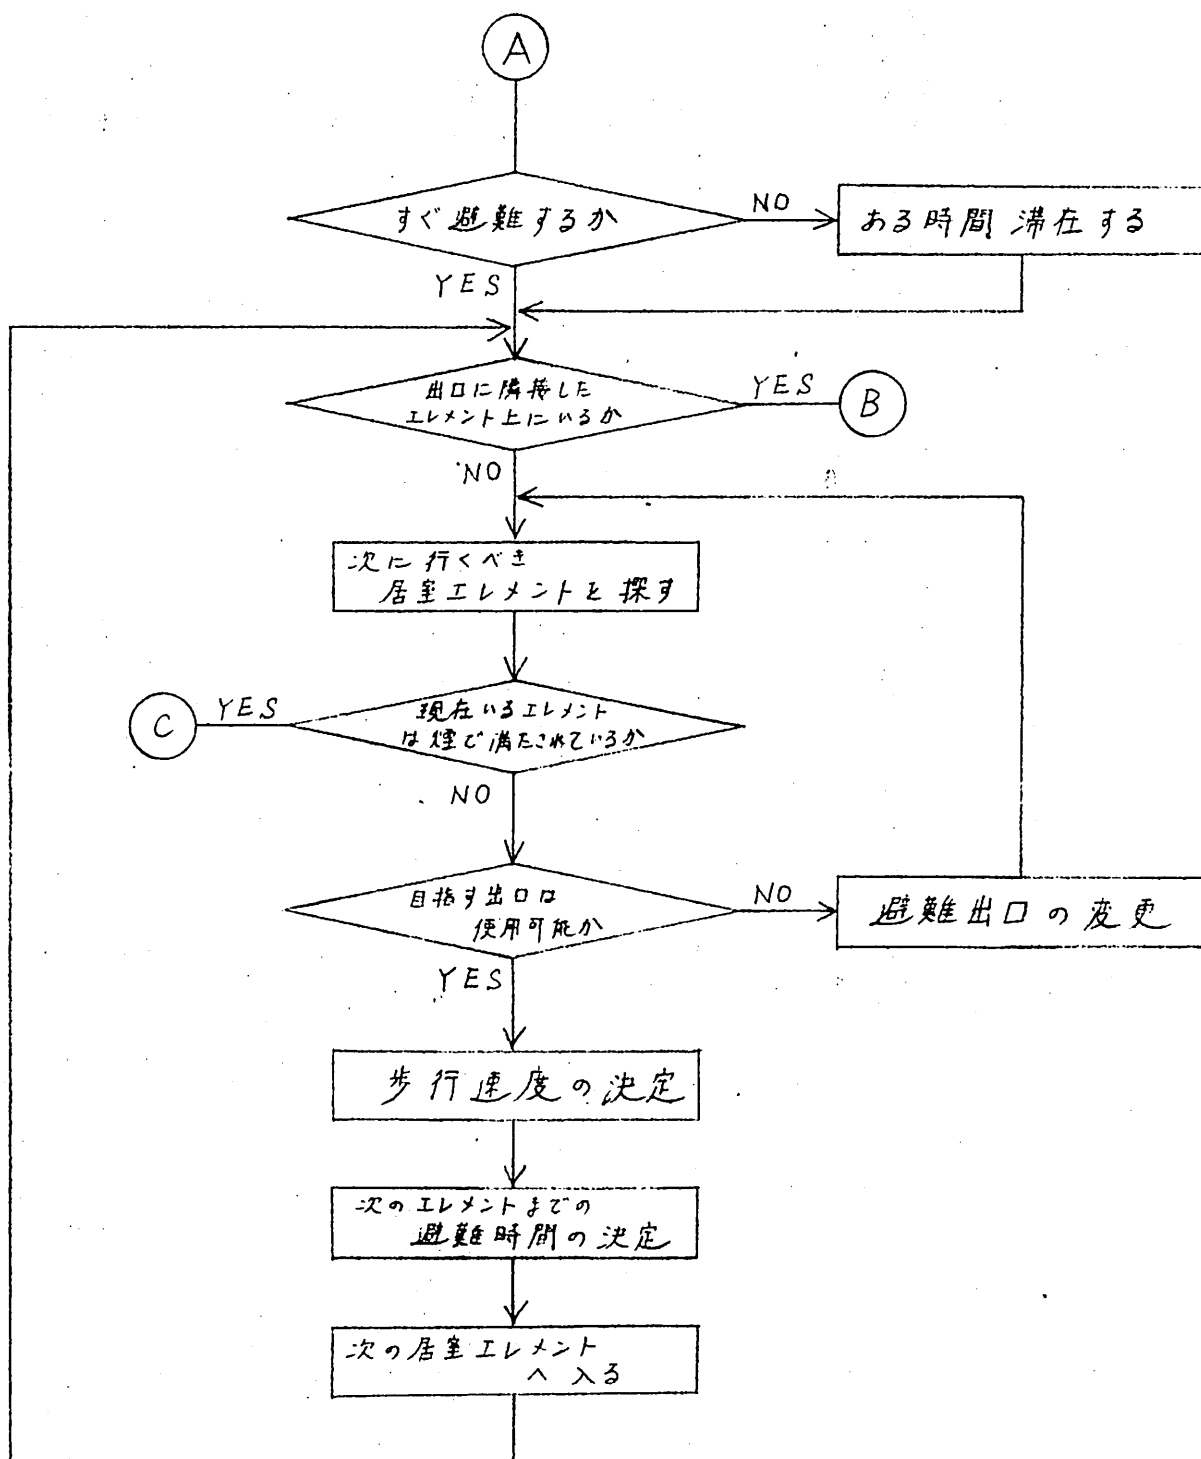 A
すぐ避難するか
NO
ある時間 滞在する
YES
出口に隣接した
エレメント上にいるか
YES
B
NO
次に行くべき
居室エレメントを探す
C
YES
現在いるエレメント
は煙で満たされているか
NO
目指す出口は
使用可能か
NO
避難出口の変更
YES
歩行速度の決定
次のエレメントまでの
避難時間の決定
次の居室エレメント
へ入る